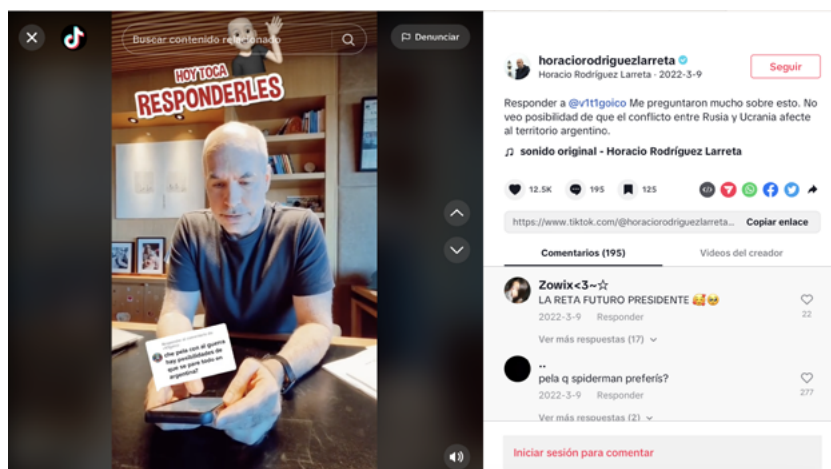 Buscar contenido relacionado
Denunciar
HOY TOCA
RESPONDERLES
che pela con al guerra
hay posibilidades de
que se pare todo en
argentina?
horaciorodriguezlarreta
Horacio Rodríguez Larreta · 2022-3-9
Seguir
Responder a @v1t1goico Me preguntaron mucho sobre esto. No
veo posibilidad de que el conflicto entre Rusia y Ucrania afecte
al territorio argentino.
sonido original - Horacio Rodríguez Larreta
12.5K
195
125
https://www.tiktok.com/@horaciorodriguezlarreta...
Copiar enlace
Comentarios (195)
Videos del creador
Zowix<3~☆
LA RETA FUTURO PRESIDENTE 🥰🥹
2022-3-9 Responder
22
Ver más respuestas (17)
..
pela q spiderman preferís?
2022-3-9 Responder
277
Ver más respuestas (2)
Iniciar sesión para comentar